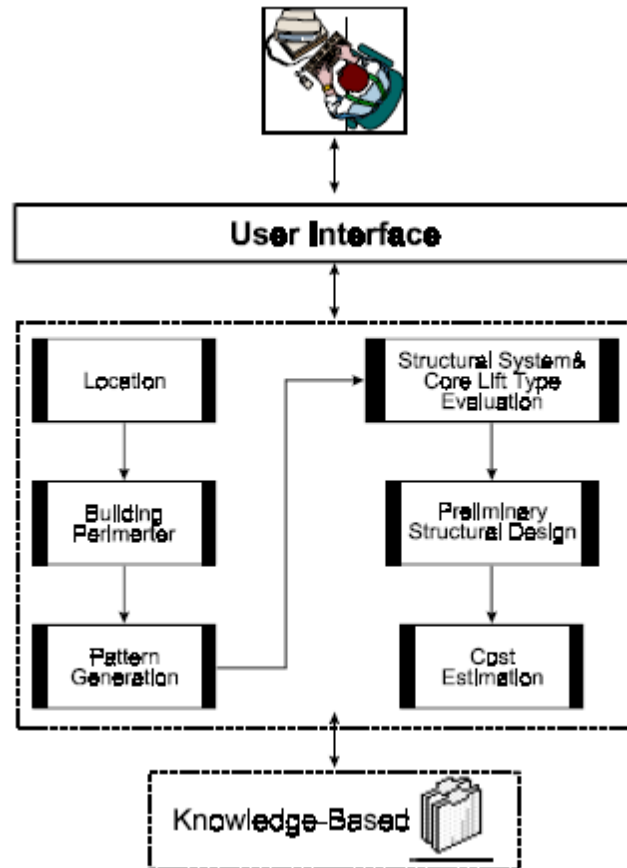 User Interface
Location
Building
Perimerter
Pattern
Generation
Structural System&
Core Lift Type
Evaluation
Preliminary
Structural Design
Cost
Estimation
Knowledge-Based